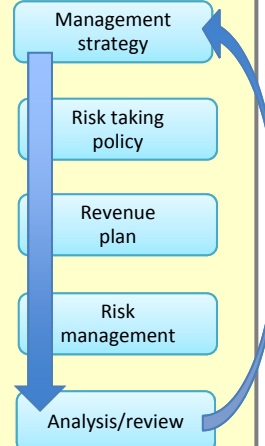 Management
strategy
Risk taking
policy
Revenue
plan
Risk
management
Analysis/review